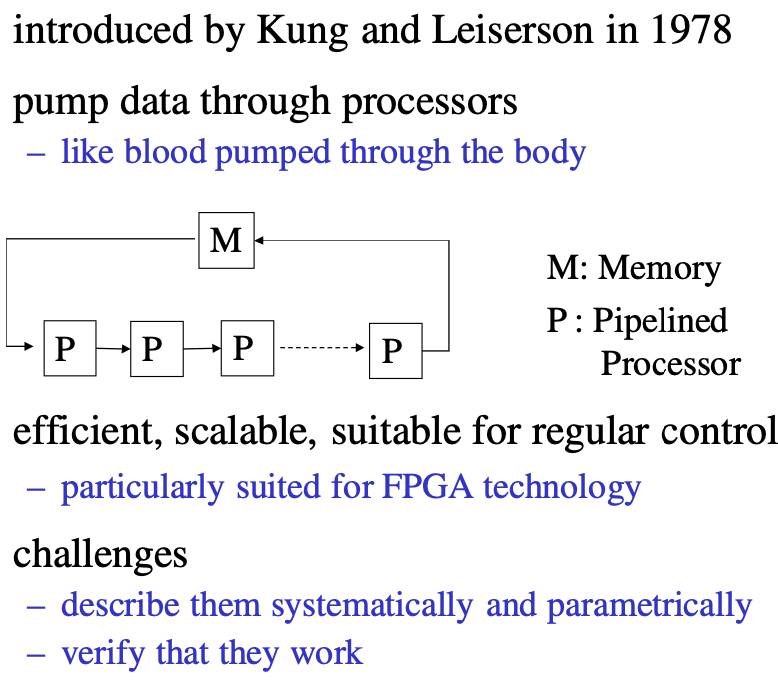 introduced by Kung and Leiserson in 1978
pump data through processors
– like blood pumped through the body
M
M: Memory
P : Pipelined
Processor
P P P P
efficient, scalable, suitable for regular control
– particularly suited for FPGA technology
challenges
– describe them systematically and parametrically
– verify that they work